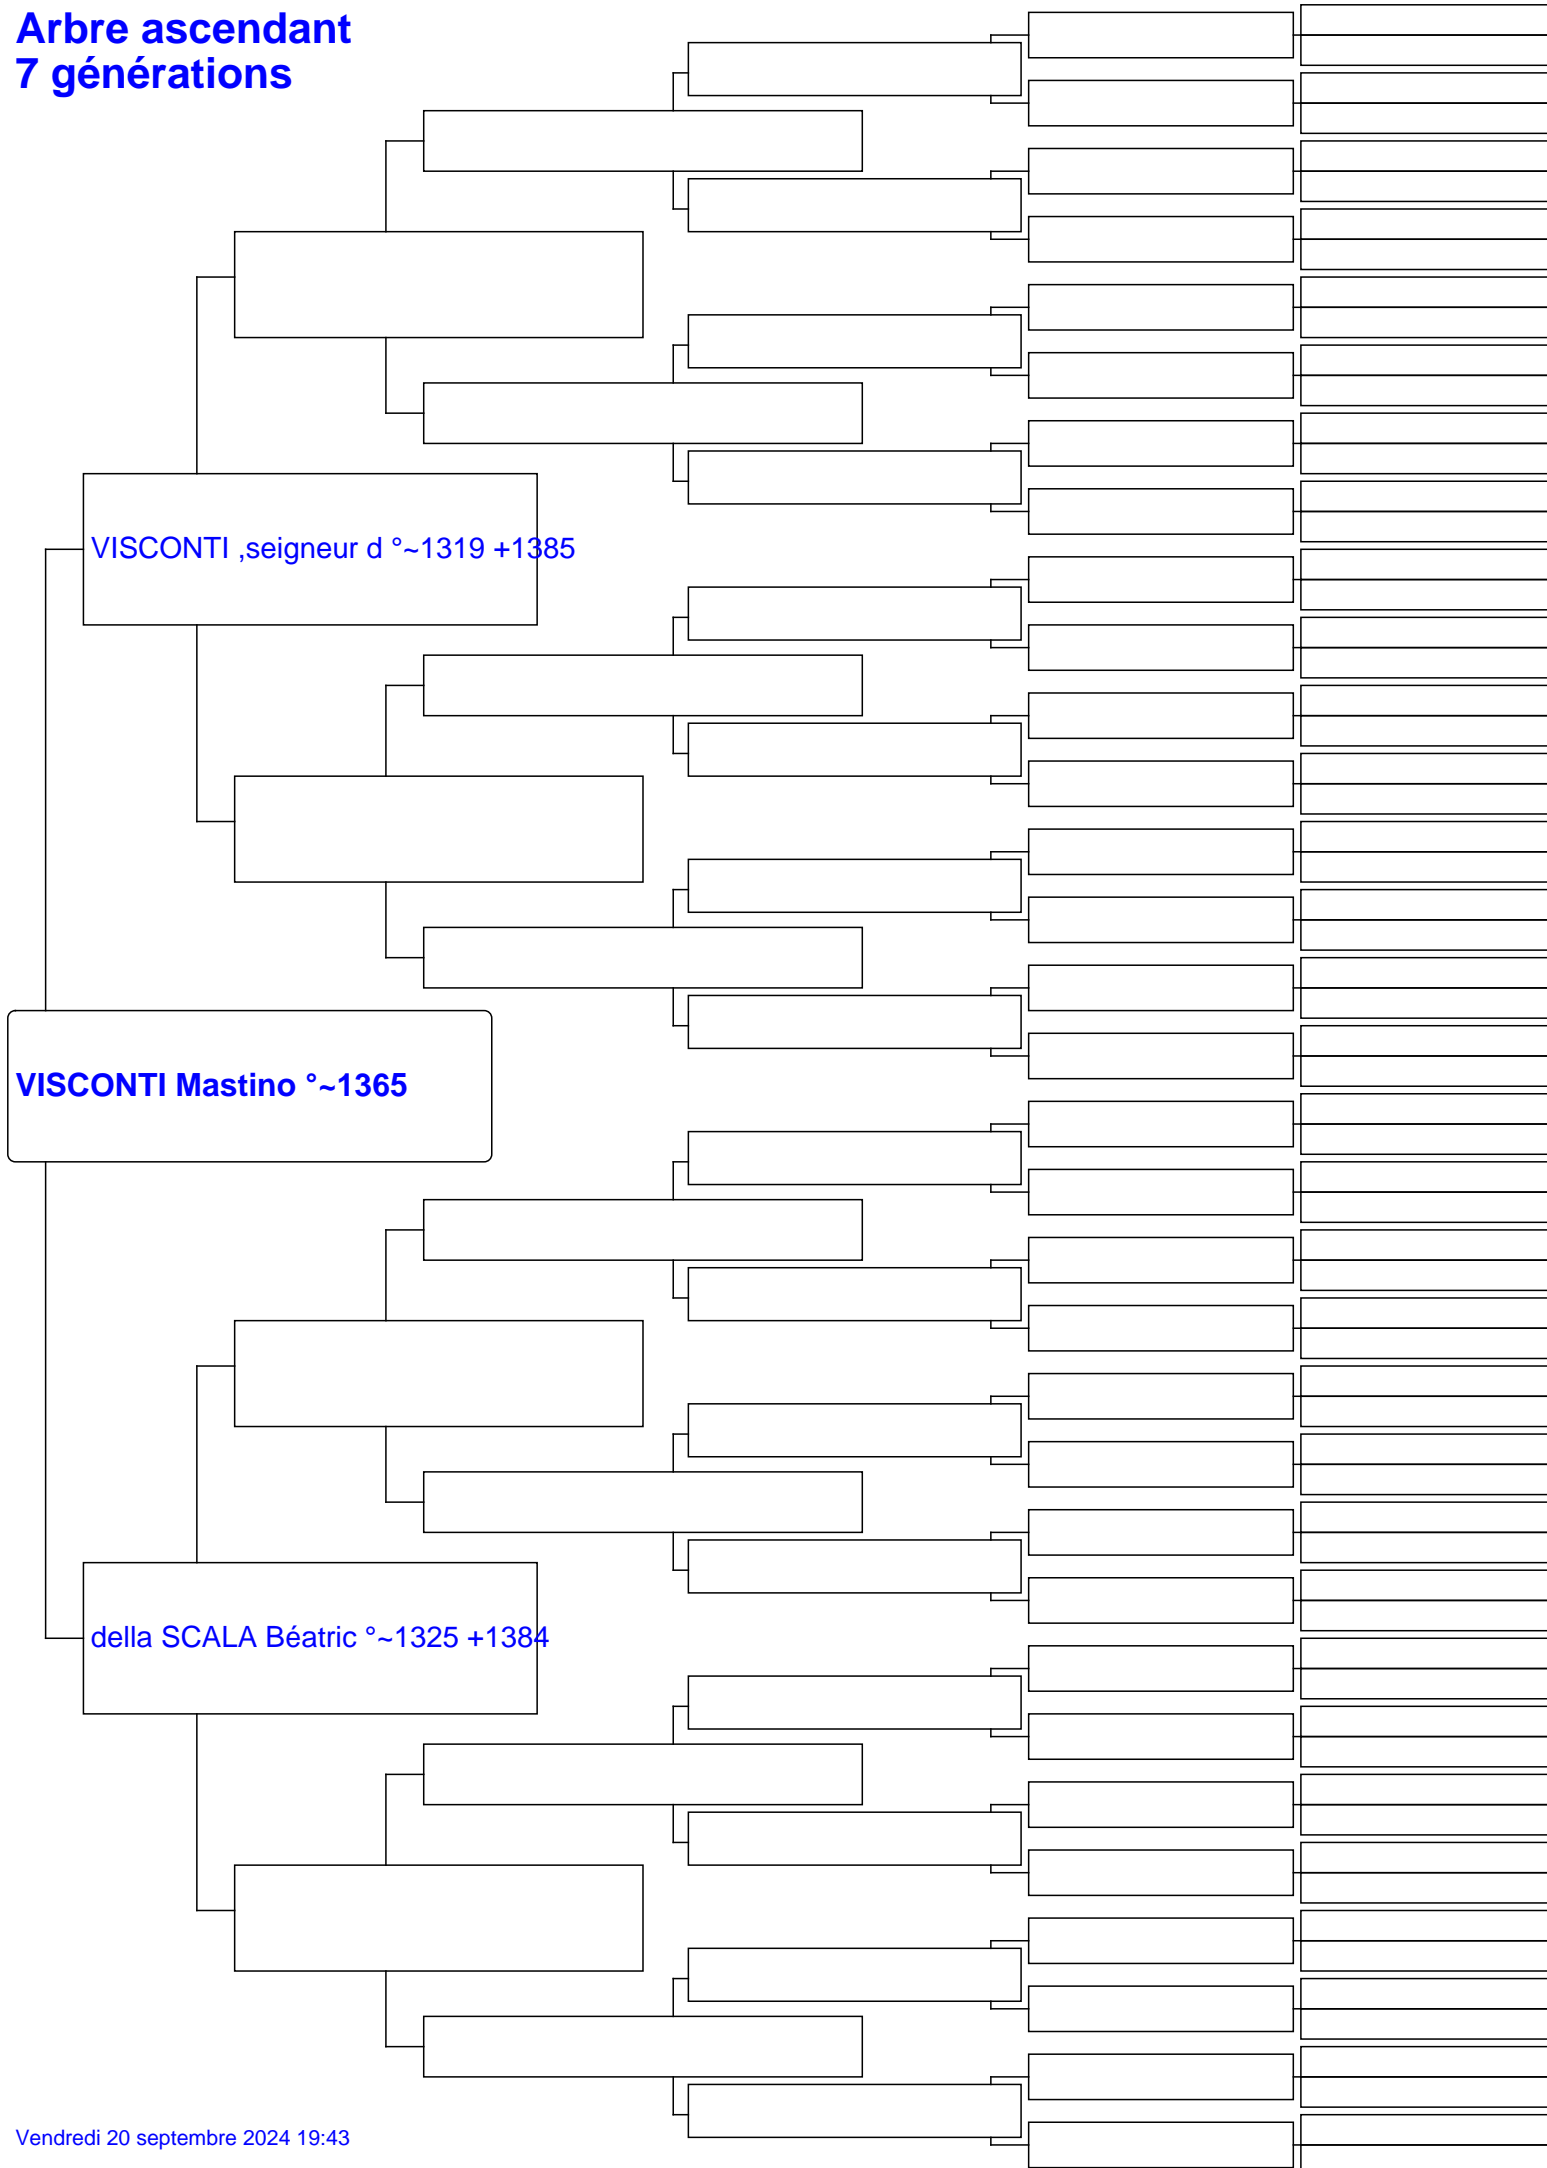 Arbre ascendant
7 générations
VISCONTI ,seigneur d °~1319 +1385
VISCONTI Mastino °~1365
della SCALA Béatric °~1325 +1384
Vendredi 20 septembre 2024 19:43